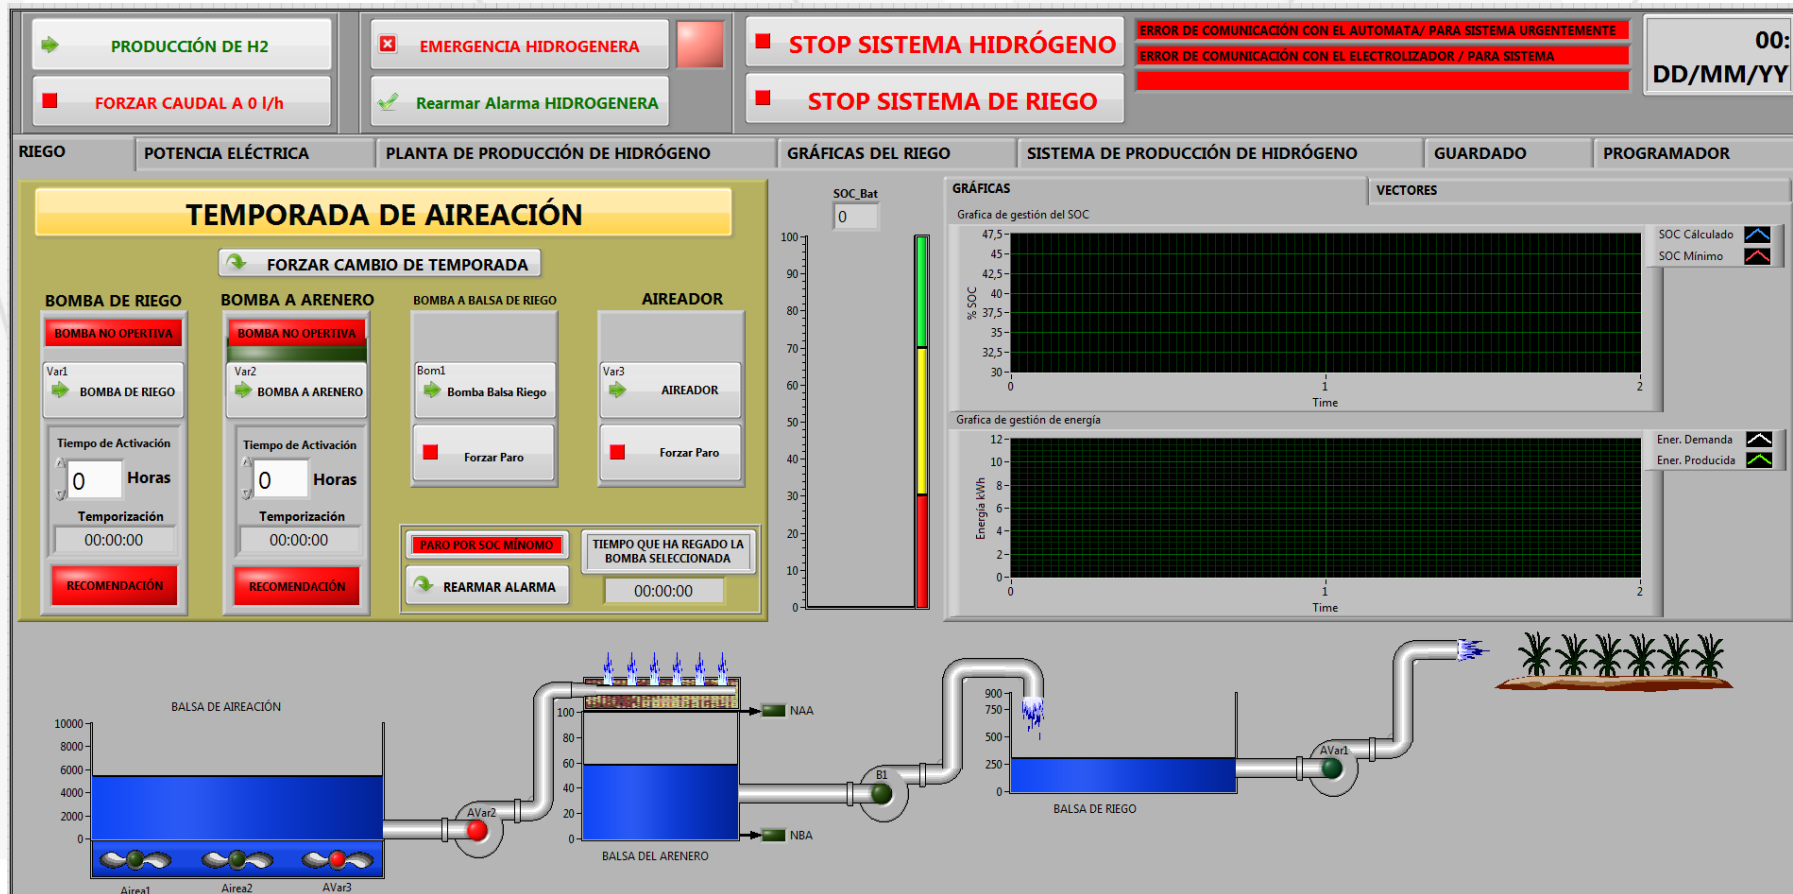 PRODUCCIÓN DE H2
FORZAR CAUDAL A 0 l/h
EMERGENCIA HIDROGENERA
Rearmar Alarma HIDROGENERA
STOP SISTEMA HIDRÓGENO
STOP SISTEMA DE RIEGO
ERROR DE COMUNICACIÓN CON EL AUTOMATA/ PARA SISTEMA URGENTEMENTE
ERROR DE COMUNICACIÓN CON EL ELECTROLIZADOR / PARA SISTEMA
00:
DD/MM/YY
RIEGO
POTENCIA ELÉCTRICA
PLANTA DE PRODUCCIÓN DE HIDRÓGENO
GRÁFICAS DEL RIEGO
SISTEMA DE PRODUCCIÓN DE HIDRÓGENO
GUARDADO
PROGRAMADOR
TEMPORADA DE AIREACIÓN
FORZAR CAMBIO DE TEMPORADA
BOMBA DE RIEGO
BOMBA NO OPERTIVA
Var1
BOMBA DE RIEGO
Tiempo de Activación
0 Horas
Temporización
00:00:00
RECOMENDACIÓN
BOMBA A ARENERO
BOMBA NO OPERTIVA
Var2
BOMBA A ARENERO
Tiempo de Activación
0 Horas
Temporización
00:00:00
RECOMENDACIÓN
BOMBA A BALSA DE RIEGO
Bom1
Bomba Balsa Riego
Forzar Paro
AIREADOR
Var3
AIREADOR
Forzar Paro
PARO POR SOC MÍNOMO
REARMAR ALARMA
TIEMPO QUE HA REGADO LA
BOMBA SELECCIONADA
00:00:00
SOC_Bat
0
100
90
80
70
60
50
40
30
20
10
0
GRÁFICAS
VECTORES
Grafica de gestión del SOC
% SOC
47,5
45
42,5
40
37,5
35
32,5
30
0 1 2
Time
SOC Cálculado
SOC Mínimo
Grafica de gestión de energía
Energía kWh
12
10
8
6
4
2
0
0 1 2
Time
Ener. Demanda
Ener. Producida
BALSA DE AIREACIÓN
10000
8000
6000
4000
2000
0
Airea1
Airea2
AVar3
AVar2
100
80
60
40
20
0
NAA
NBA
BALSA DEL ARENERO
B1
900
750
500
250
0
BALSA DE RIEGO
AVar1